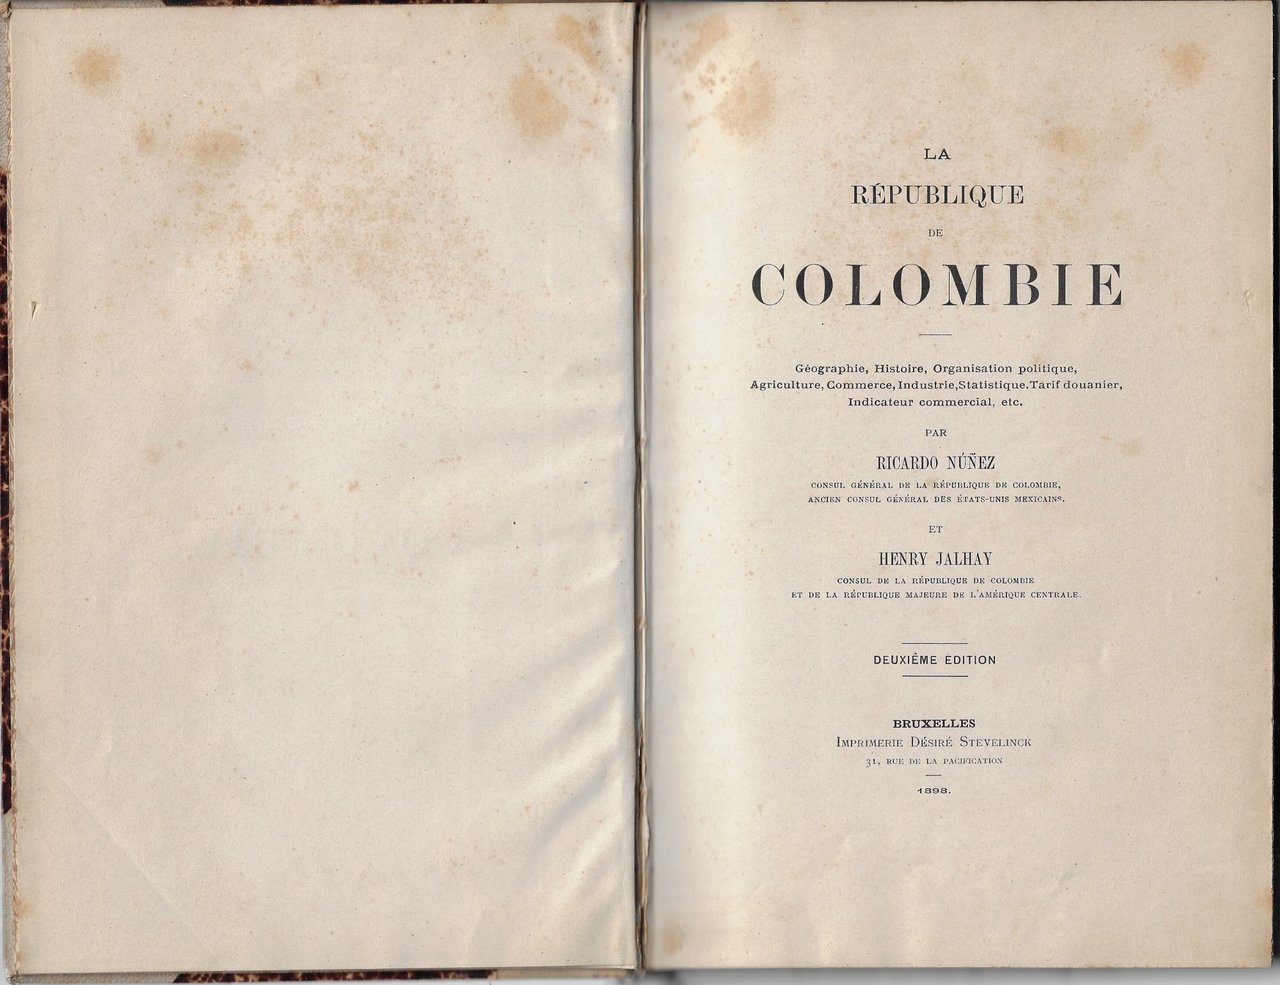 LA
RÉPUBLIQUE
DE
COLOMBIE
Géographie, Histoire, Organisation politique,
Agriculture, Commerce, Industrie, Statistique. Tarif douanier,
Indicateur commercial, etc.
PAR
RICARDO NÚÑEZ
CONSUL GÉNÉRAL DE LA RÉPUBLIQUE DE COLOMBIE,
ANCIEN CONSUL GÉNÉRAL DES ÉTATS-UNIS MEXICAINS.
ET
HENRY JALHAY
CONSUL DE LA RÉPUBLIQUE DE COLOMBIE
ET DE LA RÉPUBLIQUE MAJEURE DE L'AMÉRIQUE CENTRALE.
DEUXIÈME ÉDITION
BRUXELLES
IMPRIMERIE DÉSIRÉ STEVELINCK
31, RUE DE LA PACIFICATION
1898.